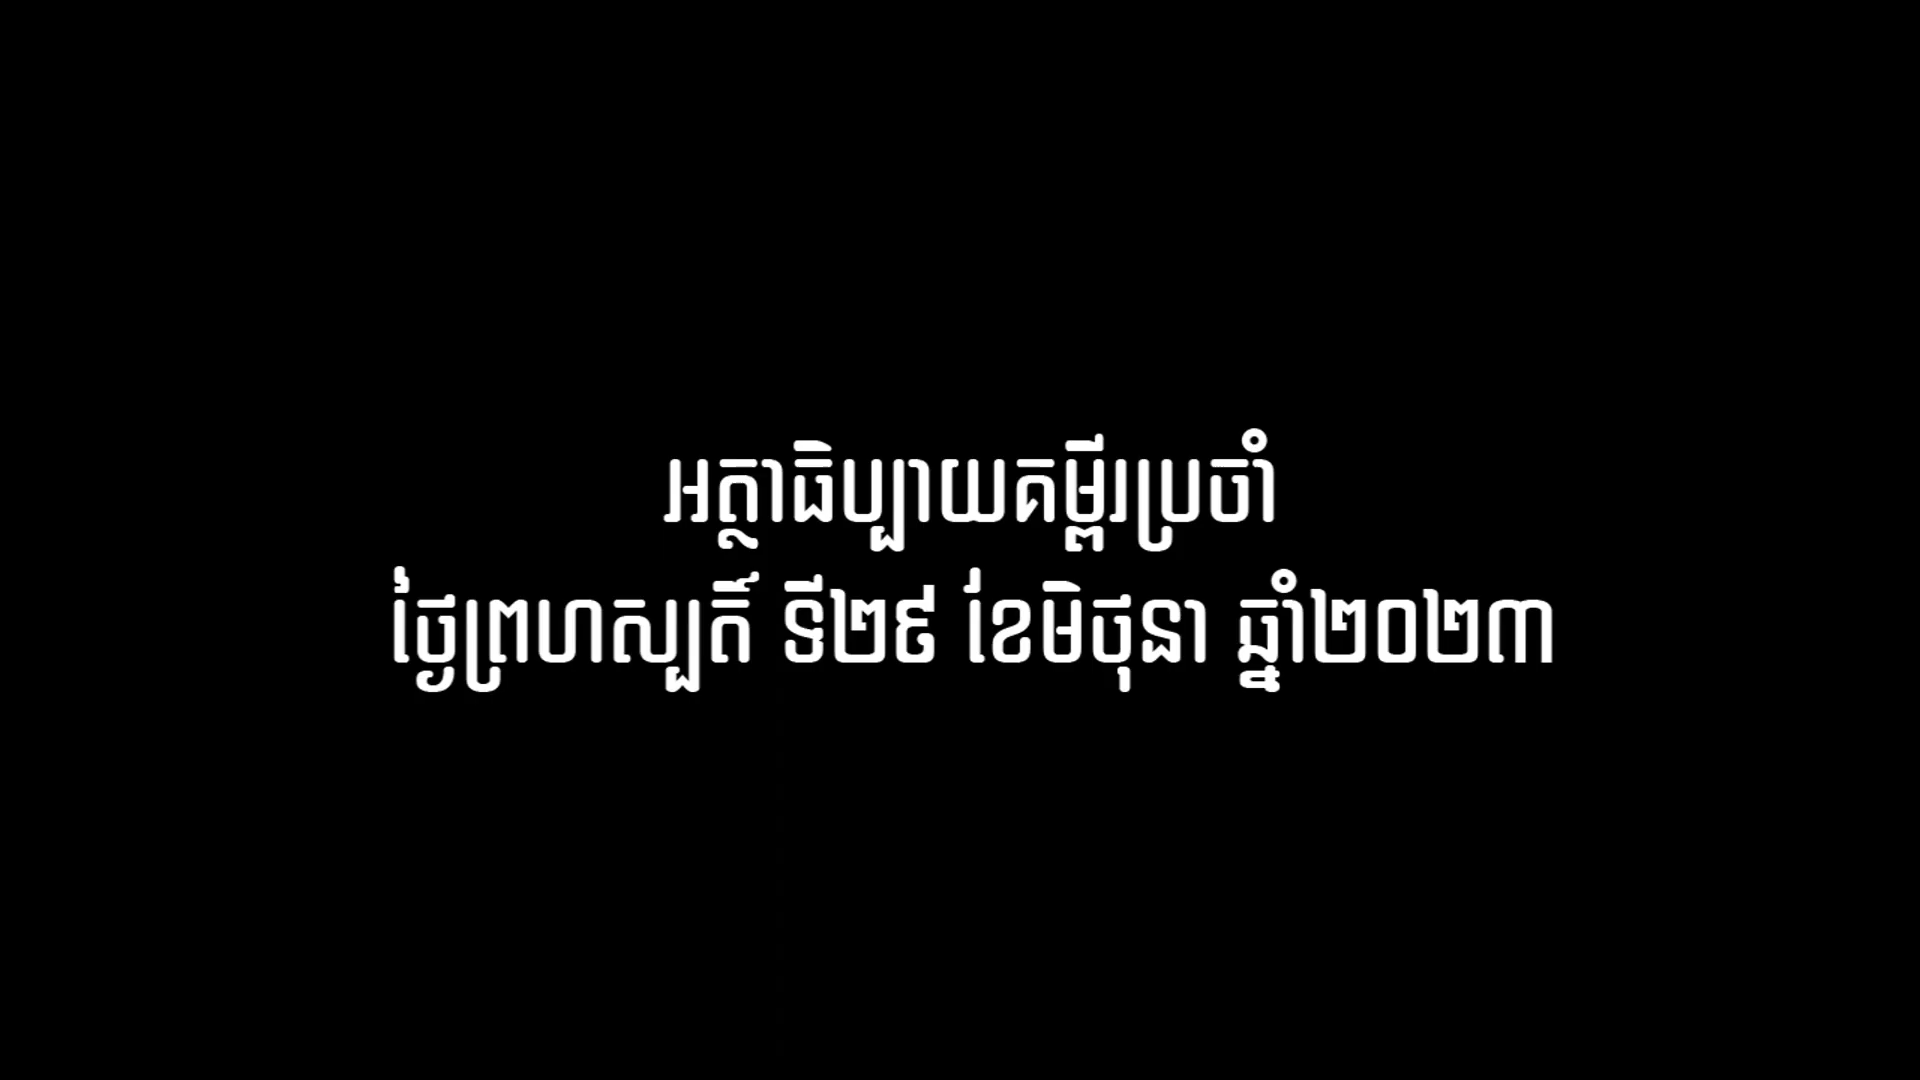 អត្ថាធិប្បាយគម្ពីរប្រចាំ
ថ្ងៃព្រហស្បតិ៍ ទី២៩ ខែមិថុនា ឆ្នាំ២០២៣